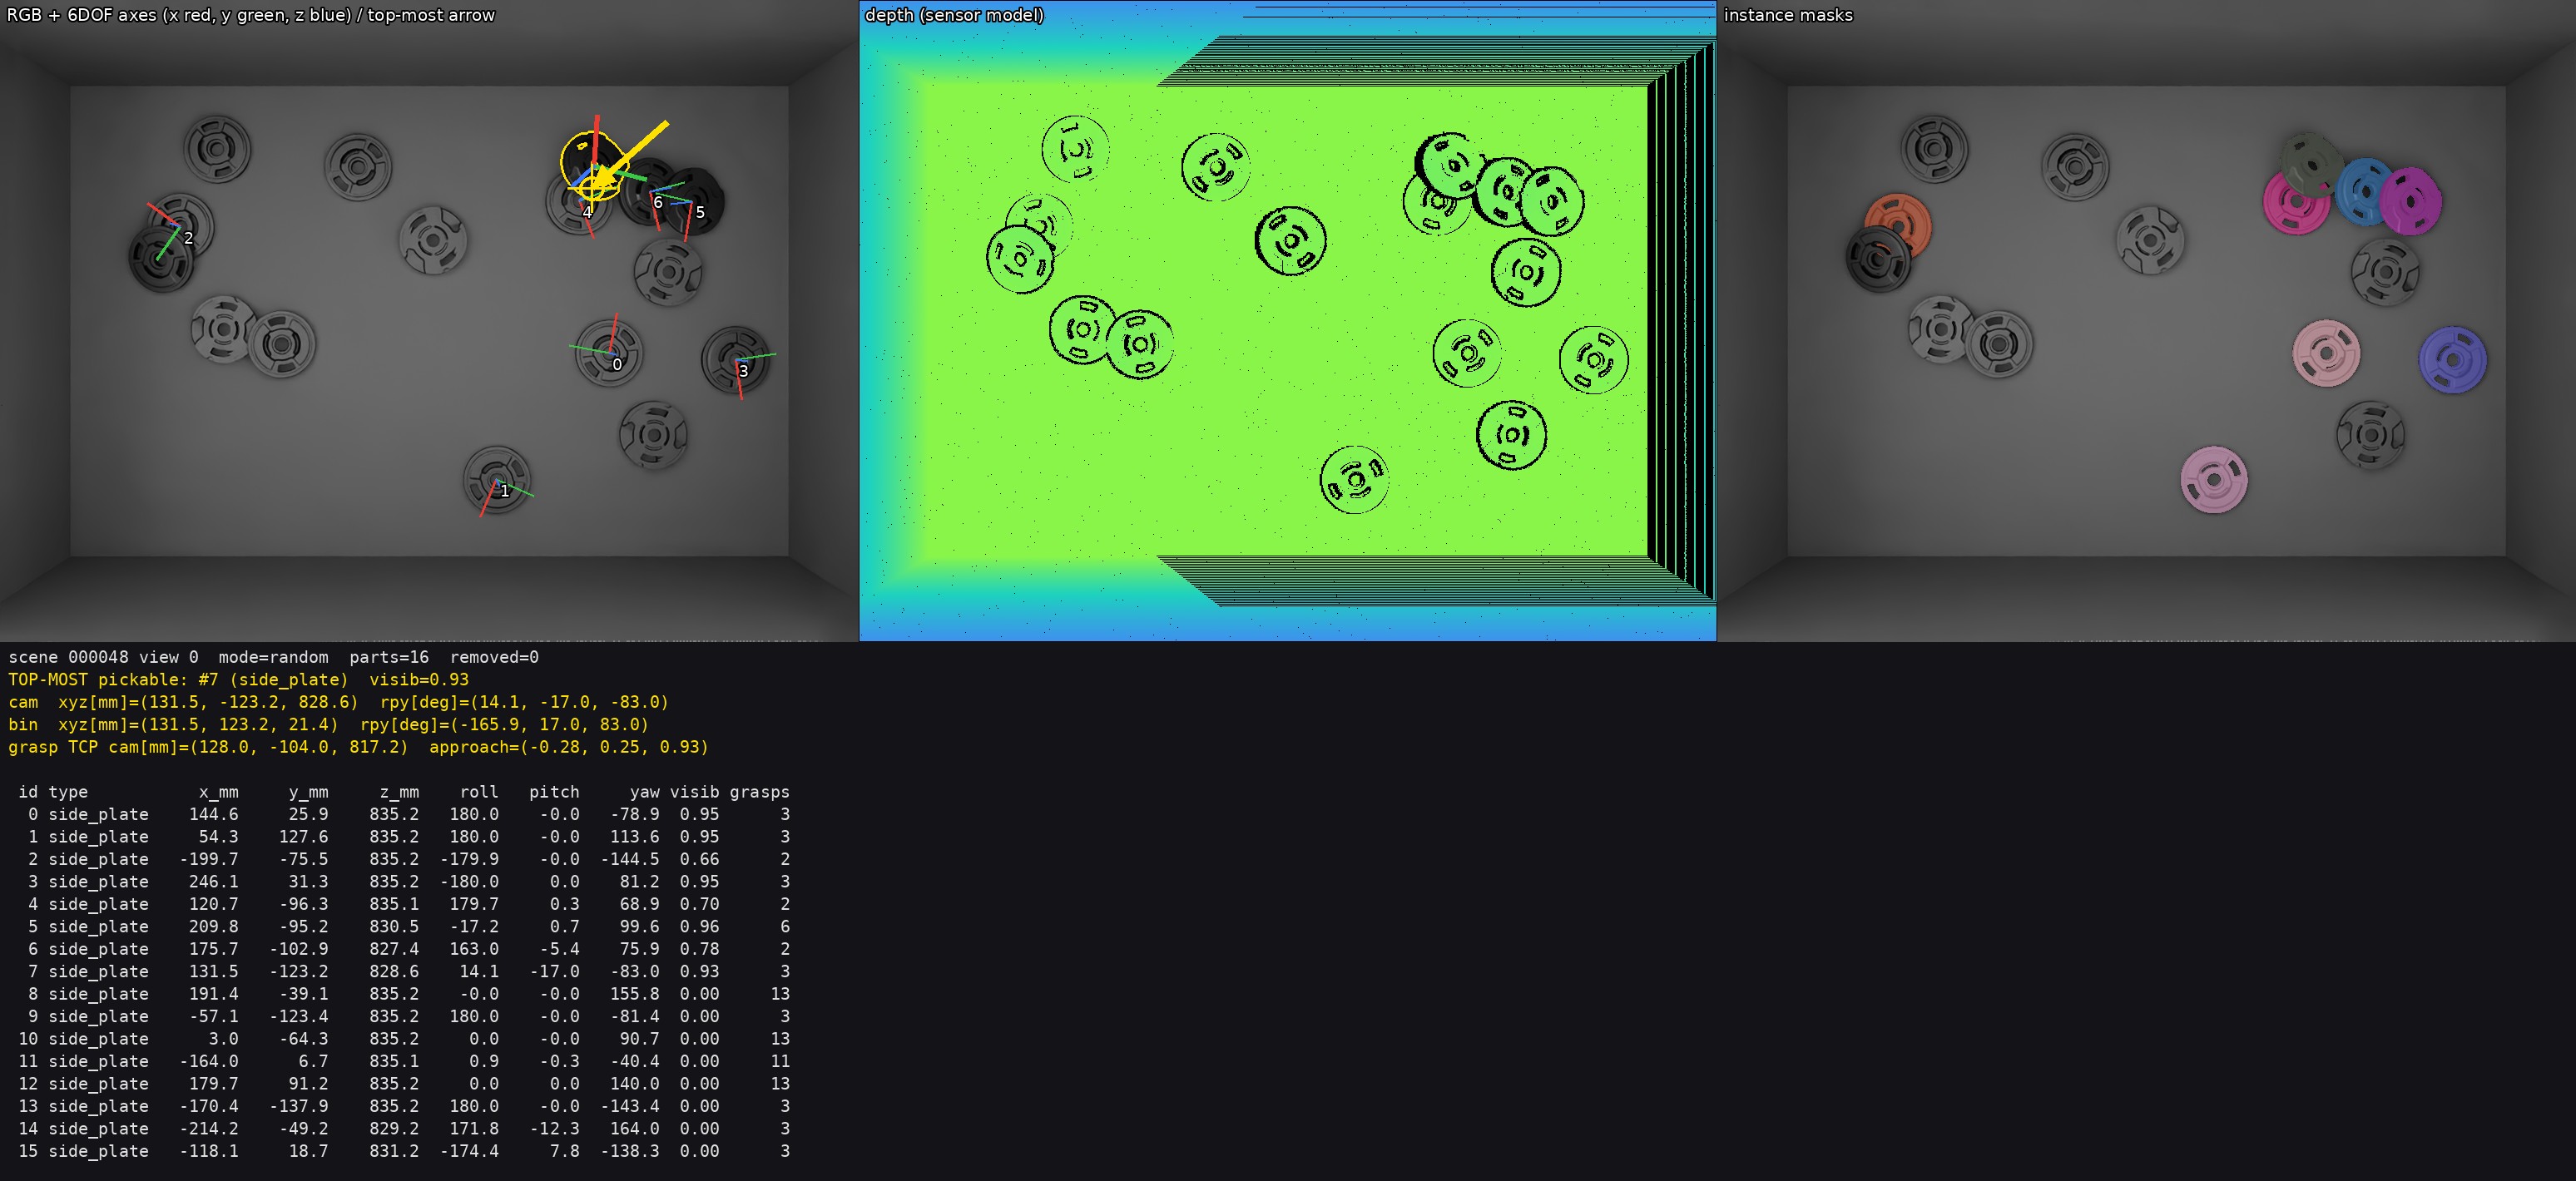 RGB + 6DOF axes (x red, y green, z blue) / top-most arrow
depth (sensor model)
instance masks
2
4
6
5
0
3
1
scene 000048 view 0  mode=random  parts=16  removed=0
TOP-MOST pickable: #7 (side_plate)  visib=0.93
cam  xyz[mm]=(131.5, -123.2, 828.6)  rpy[deg]=(14.1, -17.0, -83.0)
bin  xyz[mm]=(131.5, 123.2, 21.4)  rpy[deg]=(-165.9, 17.0, 83.0)
grasp TCP cam[mm]=(128.0, -104.0, 817.2)  approach=(-0.28, 0.25, 0.93)
id type x_mm y_mm z_mm roll pitch yaw visib grasps
0 side_plate 144.6 25.9 835.2 180.0 -0.0 -78.9 0.95 3
1 side_plate 54.3 127.6 835.2 180.0 -0.0 113.6 0.95 3
2 side_plate -199.7 -75.5 835.2 -179.9 -0.0 -144.5 0.66 2
3 side_plate 246.1 31.3 835.2 -180.0 0.0 81.2 0.95 3
4 side_plate 120.7 -96.3 835.1 179.7 0.3 68.9 0.70 2
5 side_plate 209.8 -95.2 830.5 -17.2 0.7 99.6 0.96 6
6 side_plate 175.7 -102.9 827.4 163.0 -5.4 75.9 0.78 2
7 side_plate 131.5 -123.2 828.6 14.1 -17.0 -83.0 0.93 3
8 side_plate 191.4 -39.1 835.2 -0.0 -0.0 155.8 0.00 13
9 side_plate -57.1 -123.4 835.2 180.0 -0.0 -81.4 0.00 3
10 side_plate 3.0 -64.3 835.2 0.0 -0.0 90.7 0.00 13
11 side_plate -164.0 6.7 835.1 0.9 -0.3 -40.4 0.00 11
12 side_plate 179.7 91.2 835.2 0.0 0.0 140.0 0.00 13
13 side_plate -170.4 -137.9 835.2 180.0 -0.0 -143.4 0.00 3
14 side_plate -214.2 -49.2 829.2 171.8 -12.3 164.0 0.00 3
15 side_plate -118.1 18.7 831.2 -174.4 7.8 -138.3 0.00 3